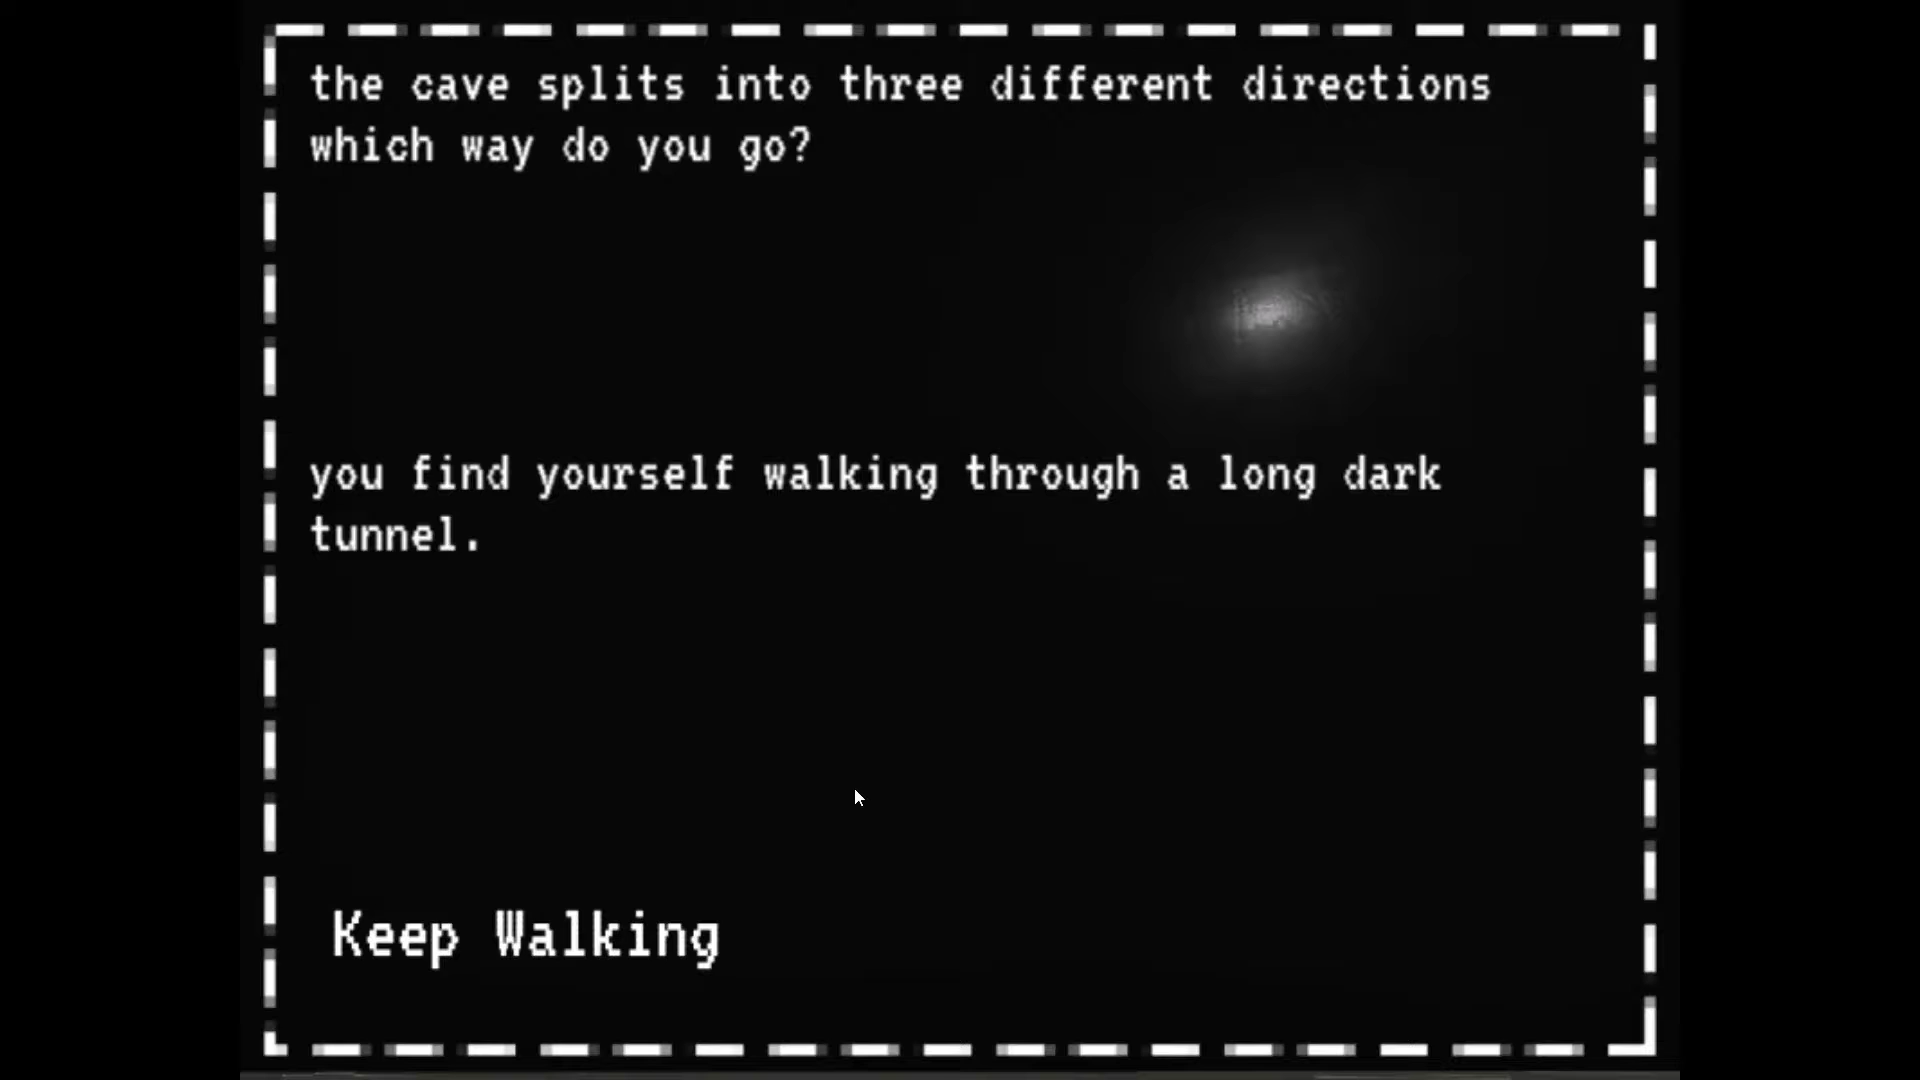 the cave splits into three different directions
which way do you go?
you find yourself walking through a long dark
tunnel.
Keep Walking